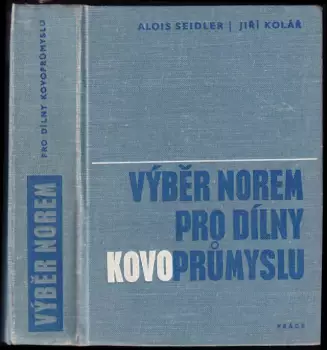 ALOIS SEIDLER | JIŘÍ KOLÁŘ
VÝBĚR NOREM
PRO DÍLNY
KOVOPRŮMYSLU
PRÁCE
VÝBĚR NOREM
PRO DÍLNY KOVOPRŮMYSLU